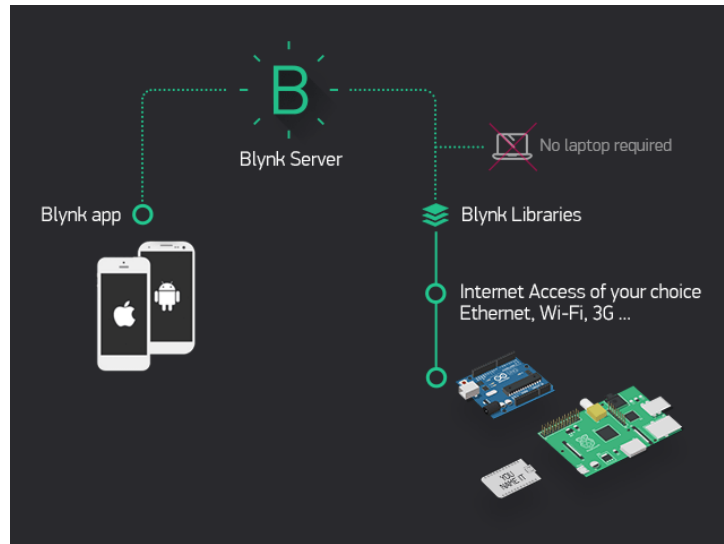 B
Blynk Server
No laptop required
Blynk app
Blynk Libraries
Internet Access of your choice
Ethernet, Wi-Fi, 3G ...
YOU
NAME IT